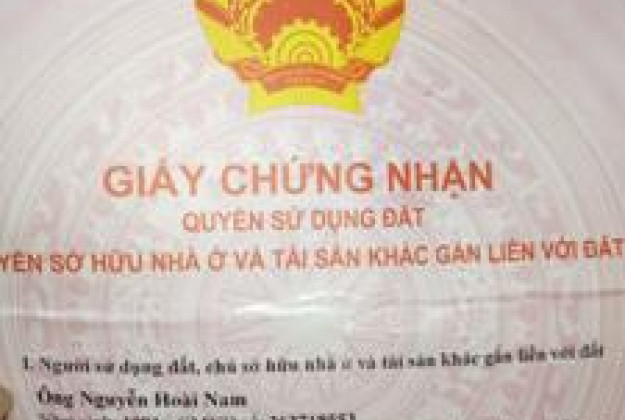 GIẤY CHỨNG NHẬN
QUYỀN SỬ DỤNG ĐẤT
YỀN SỞ HỮU NHÀ Ở VÀ TÀI SẢN KHÁC GẮN LIỀN VỚI ĐẤT
I. Người sử dụng đất, chủ sở hữu nhà ở và tài sản khác gắn liền với đất
Ông Nguyễn Hoài Nam